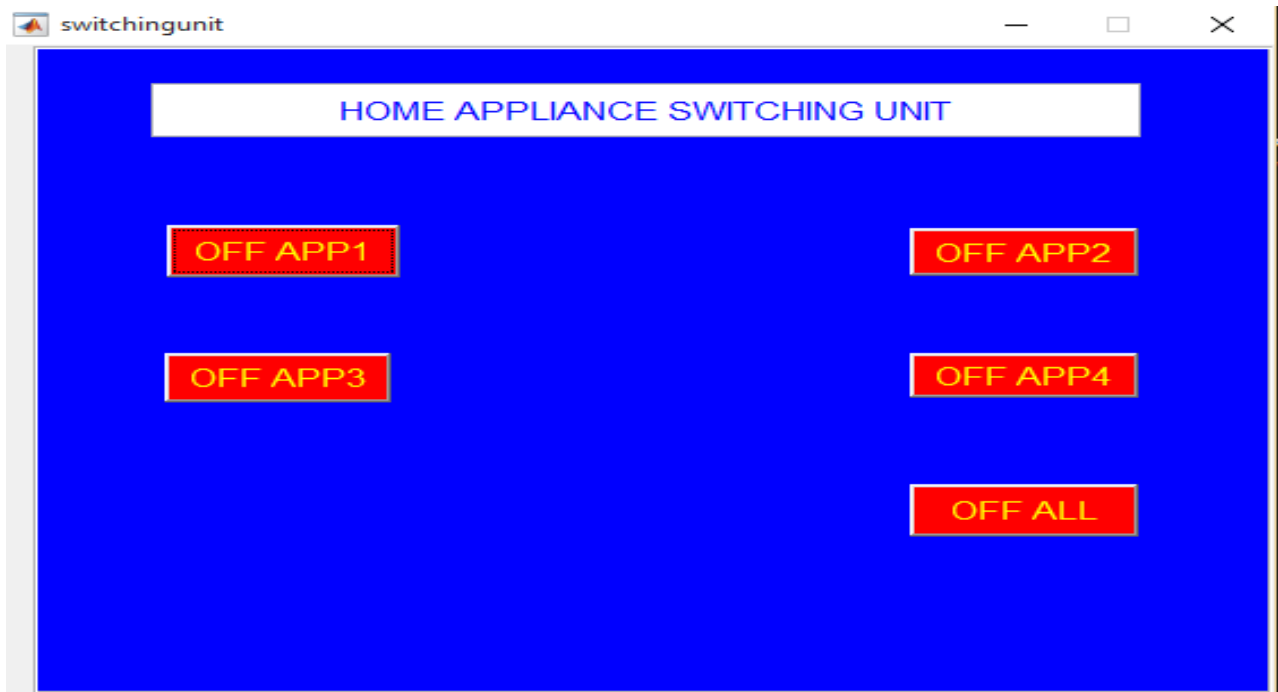 switchingunit
HOME APPLIANCE SWITCHING UNIT
OFF APP1
OFF APP2
OFF APP3
OFF APP4
OFF ALL